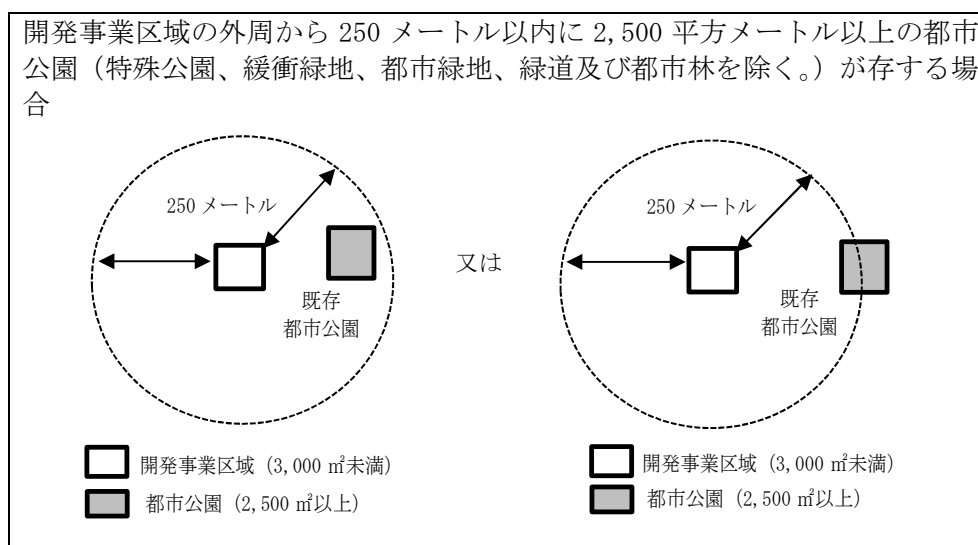 開発事業区域の外周から 250 メートル以内に 2,500 平方メートル以上の都市
公園（特殊公園、緩衝緑地、都市緑地、緑道及び都市林を除く。）が存する場
合
250 メートル
既存
都市公園
又は
250 メートル
既存
都市公園
開発事業区域（3,000 ㎡未満）
都市公園（2,500 ㎡以上）
開発事業区域（3,000 ㎡未満）
都市公園（2,500 ㎡以上）